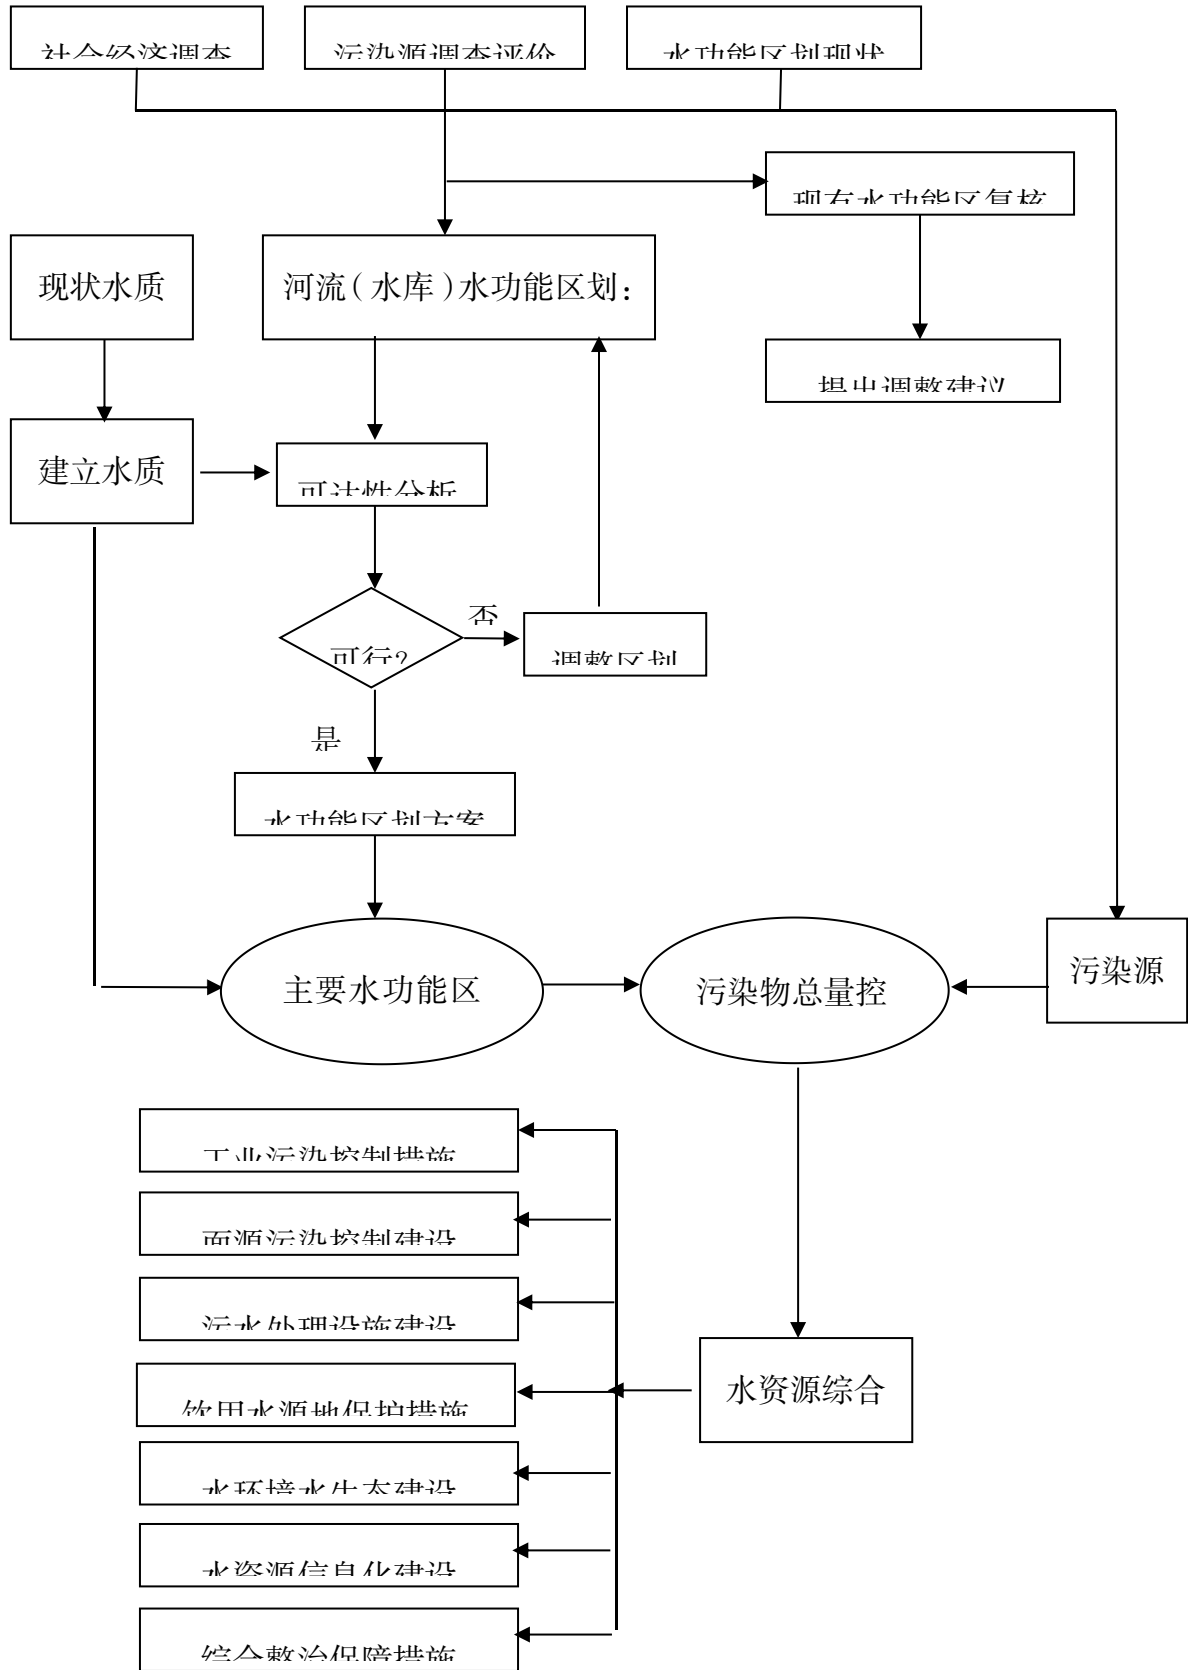 社会经济调查
污染源调查评价
水功能区划现状
现有水功能区复核
现状水质
河流(水库)水功能区划:
提出调整建议
建立水质
可达性分析
否
可行?
调整区划
是
水功能区划方案
主要水功能区
污染物总量控
污染源
工业污染控制措施
面源污染控制建设
污水处理设施建设
水资源综合
饮用水源地保护措施
水环境水生态建设
水资源信息化建设
综合整治保障措施